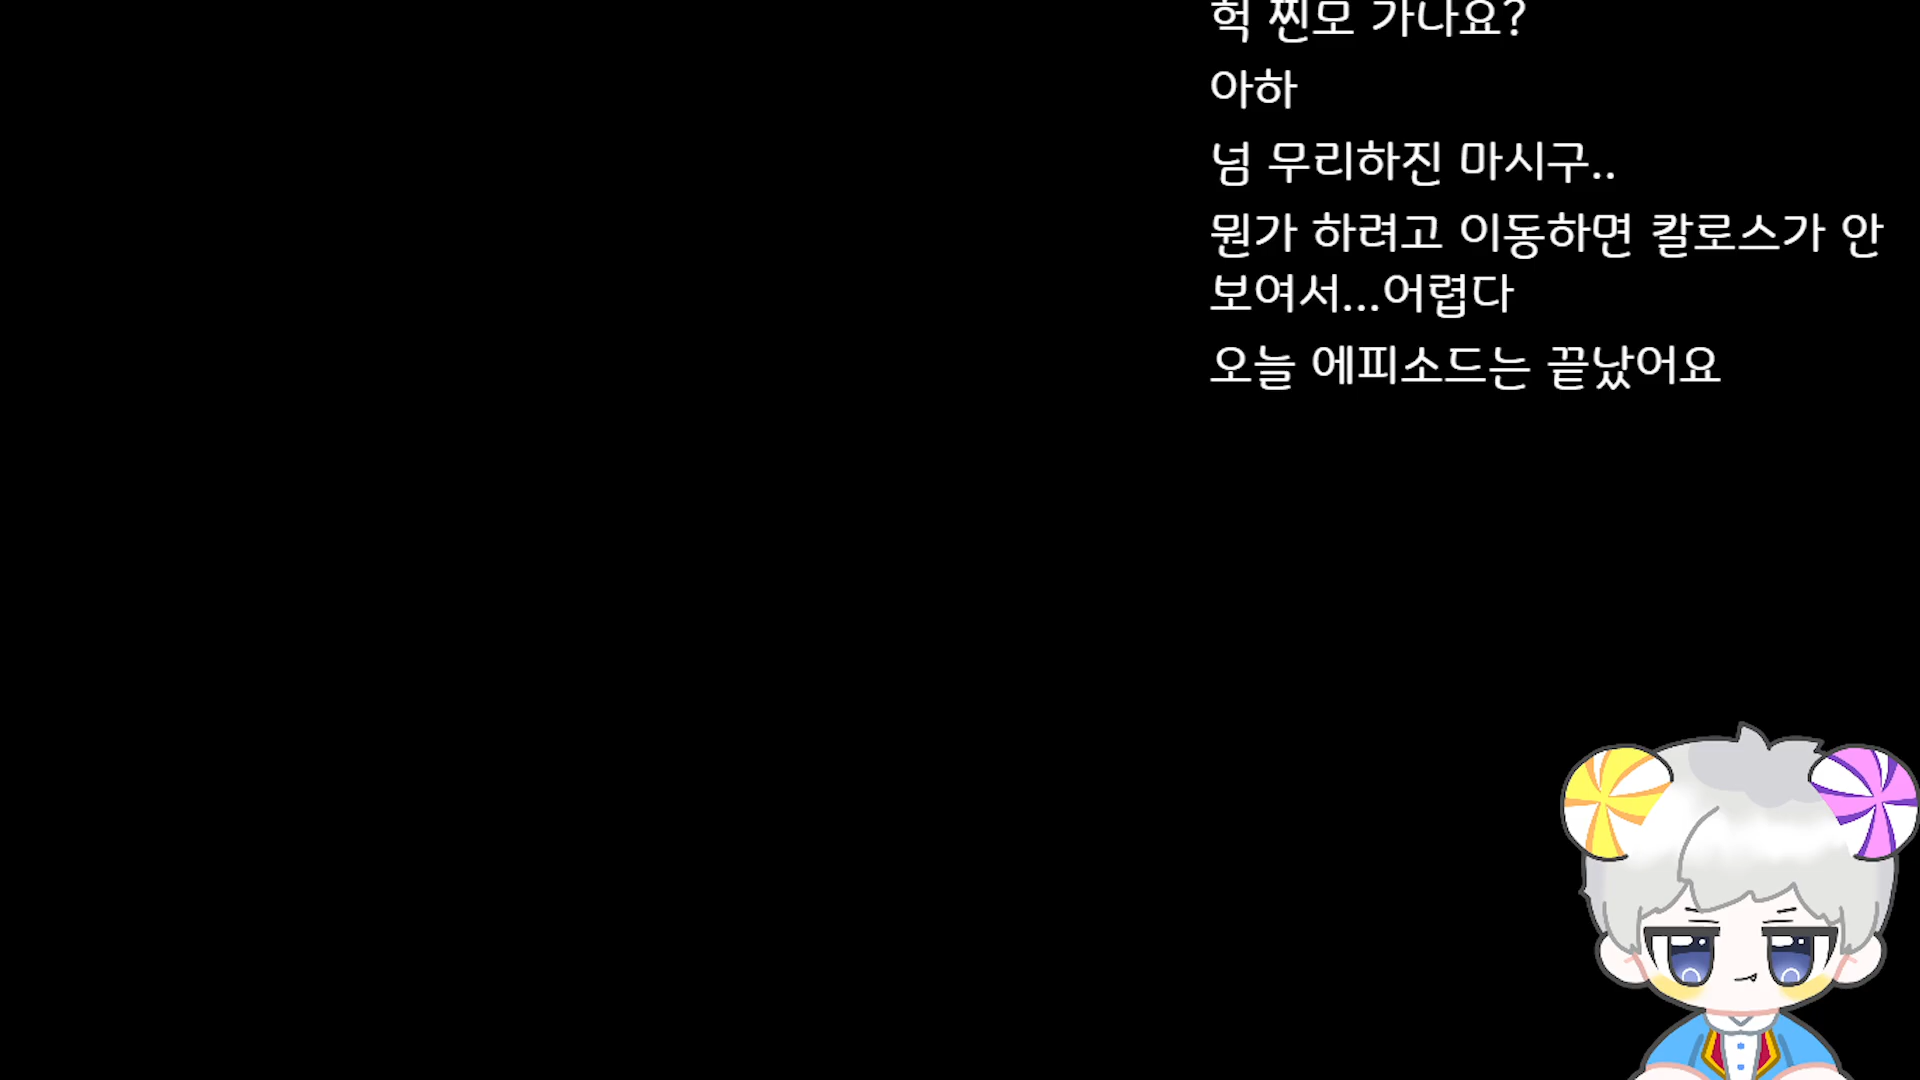 헉 찐모 가나요?
아하
넘 무리하진 마시구..
뭔가 하려고 이동하면 칼로스가 안
보여서...어렵다
오늘 에피소드는 끝났어요